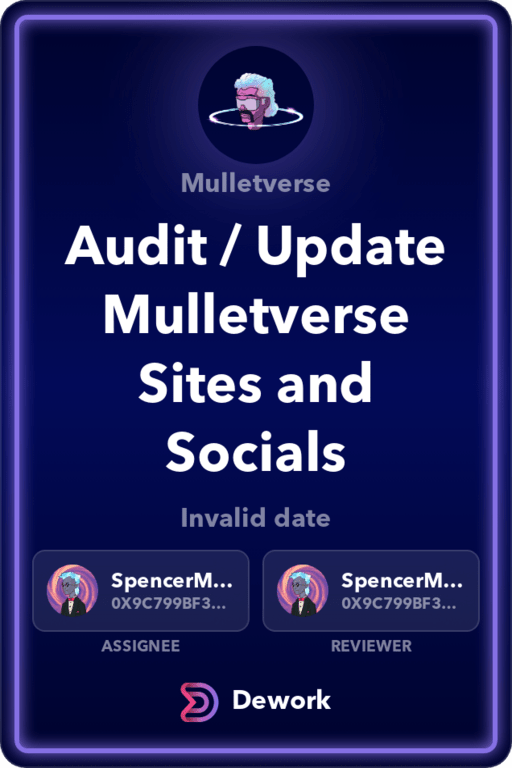 Mulletverse
Audit / Update
Mulletverse
Sites and
Socials
Invalid date
SpencerM...
0X9C799BF3...
SpencerM...
0X9C799BF3...
ASSIGNEE
REVIEWER
Dework